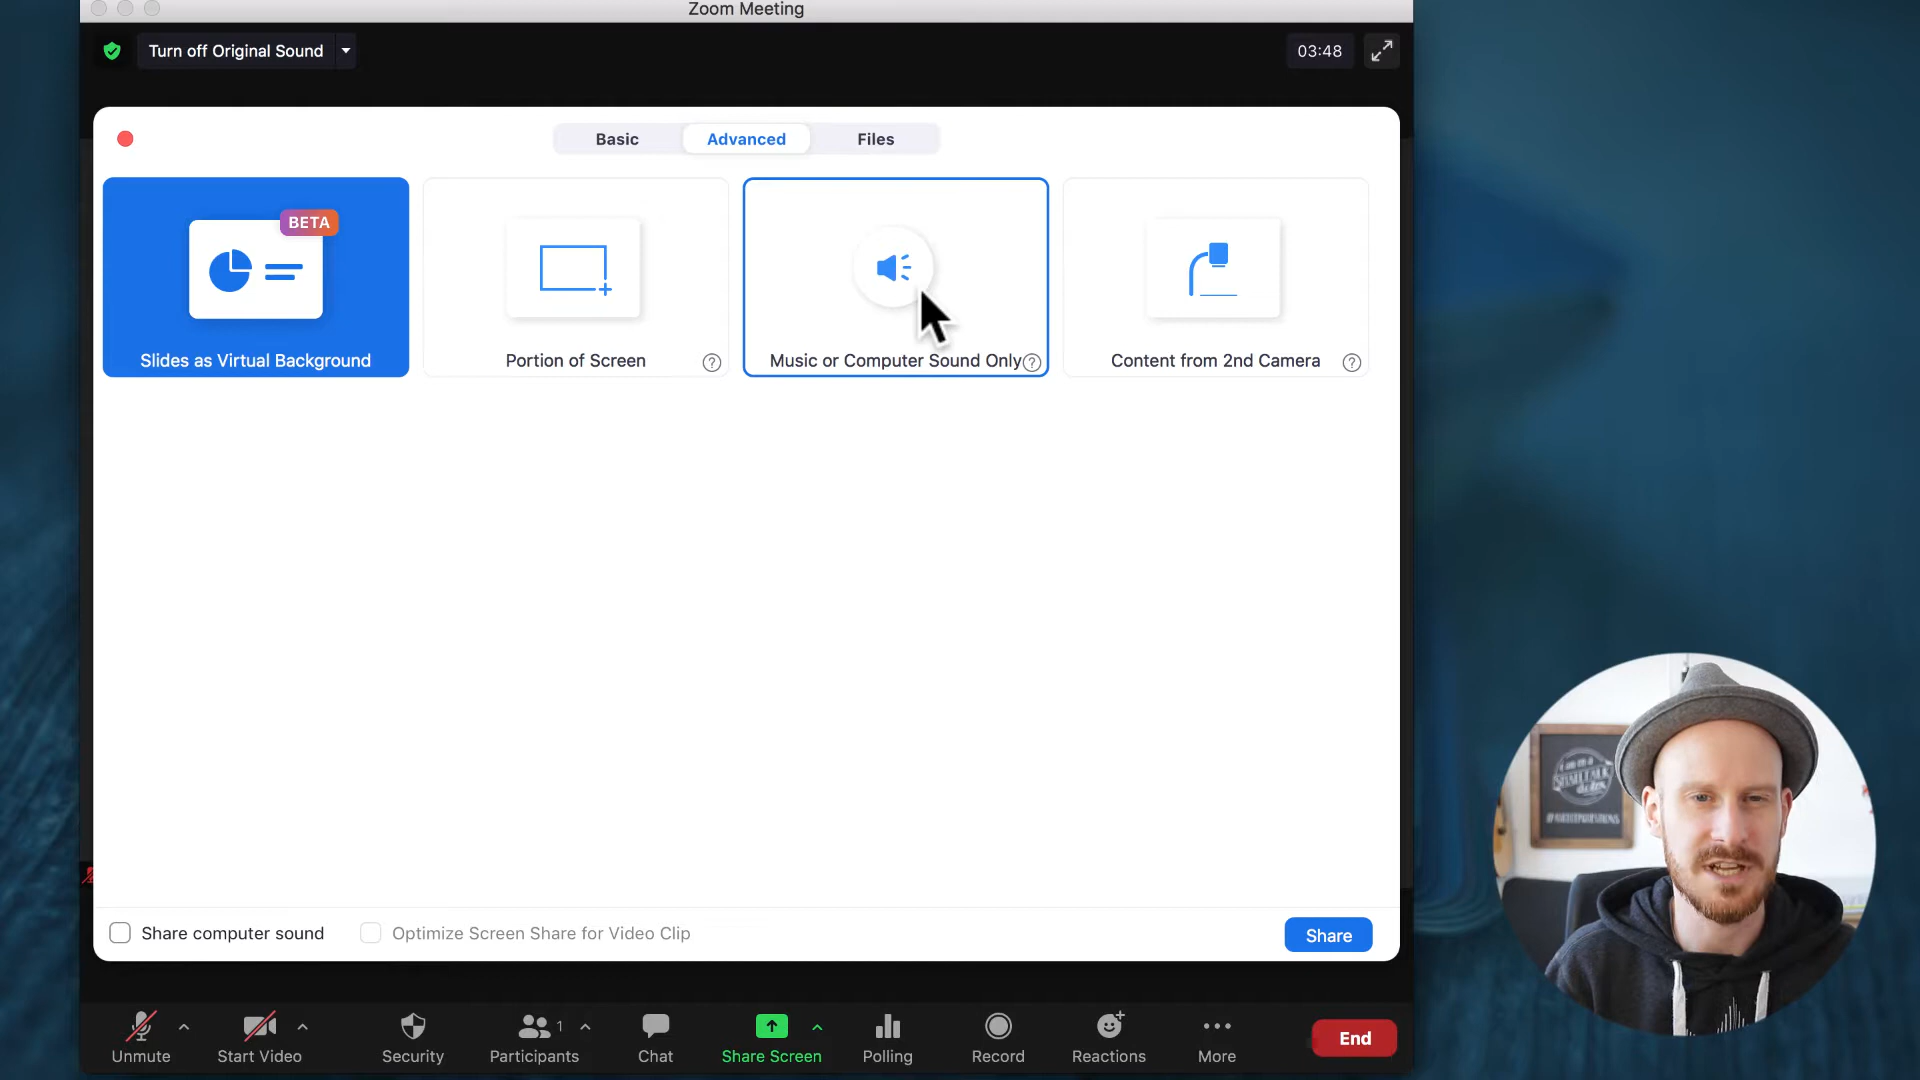 Zoom Meeting
Turn off Original Sound
03:48
Basic
Advanced
Files
BETA
Slides as Virtual Background
Portion of Screen
?
Music or Computer Sound Only
?
Content from 2nd Camera
?
Share computer sound
Optimize Screen Share for Video Clip
Share
Unmute
Start Video
Security
1
Participants
Chat
Share Screen
Polling
Record
Reactions
More
End